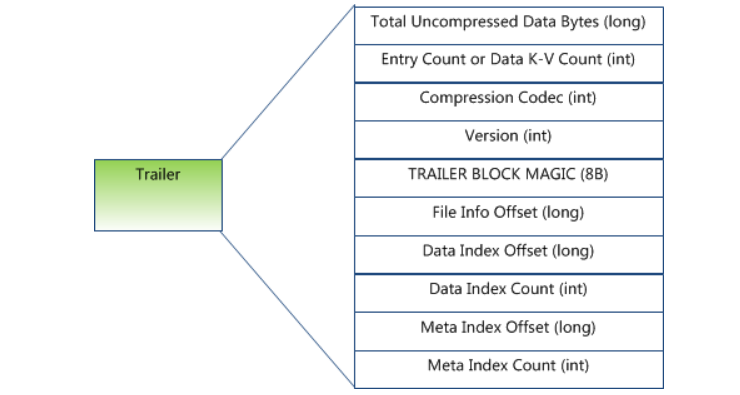 Trailer
Total Uncompressed Data Bytes (long)
Entry Count or Data K-V Count (int)
Compression Codec (int)
Version (int)
TRAILER BLOCK MAGIC (8B)
File Info Offset (long)
Data Index Offset (long)
Data Index Count (int)
Meta Index Offset (long)
Meta Index Count (int)